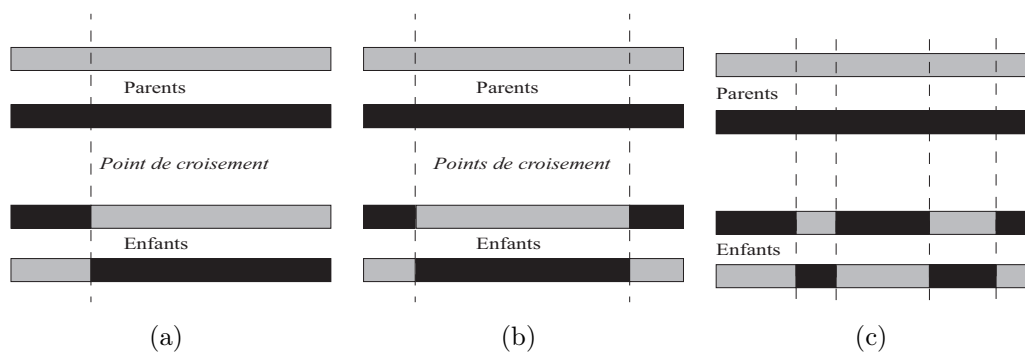 Parents
Point de croisement
Enfants
(a)
Parents
Points de croisement
Enfants
(b)
Parents
Enfants
(c)